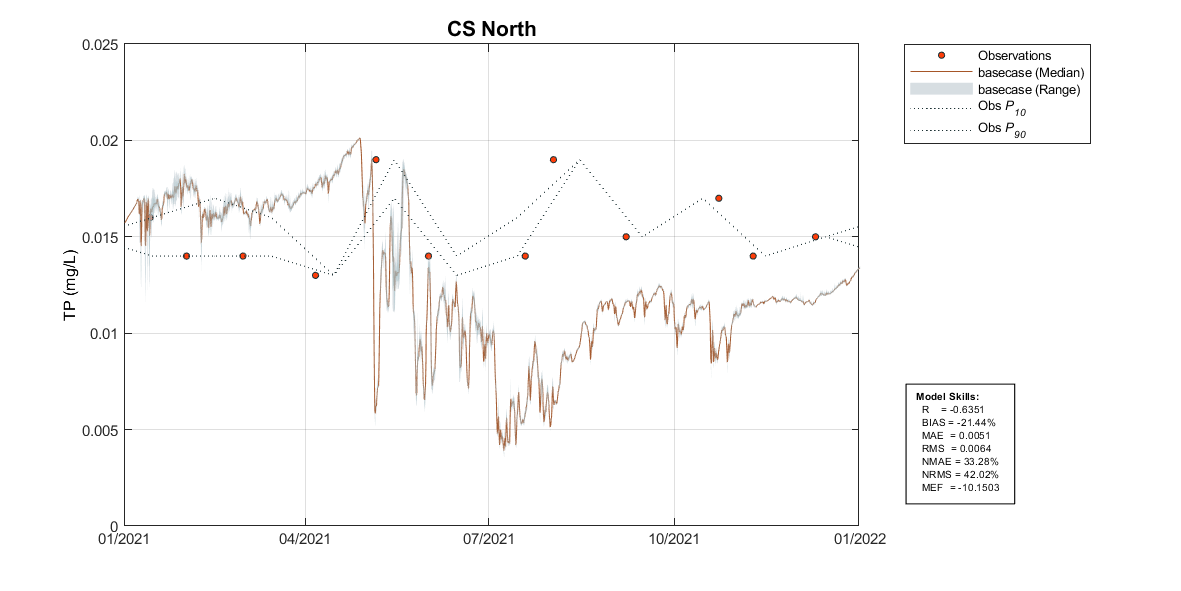 CS North
0.025
0.02
0.015
0.01
0.005
0
TP (mg/L)
01/2021
04/2021
07/2021
10/2021
01/2022
Observations
basecase (Median)
basecase (Range)
Obs P10
Obs P90
Model Skills:
R = -0.6351
BIAS = -21.44%
MAE = 0.0051
RMS = 0.0064
NMAE = 33.28%
NRMS = 42.02%
MEF = -10.1503